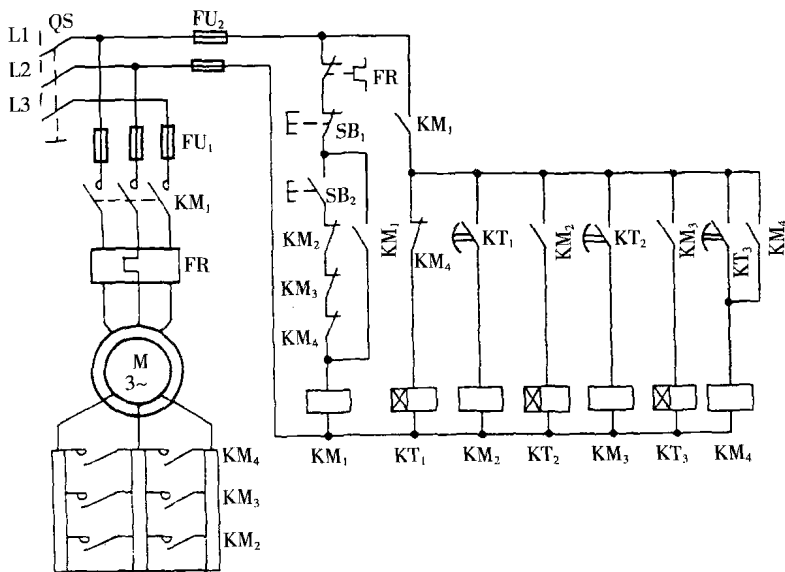 L1 QS FU₂
L2
L3
FR
SB₁
KM₁
FU₁
SB₂
KM₁
KM₂
KM₁
KT₁
KM₂
KT₂
KM₃
KT₃
KM₄
KM₄
FR
KM₃
KM₄
M
3~
KM₄
KM₃
KM₂
KM₁ KT₁ KM₂ KT₂ KM₃ KT₃ KM₄